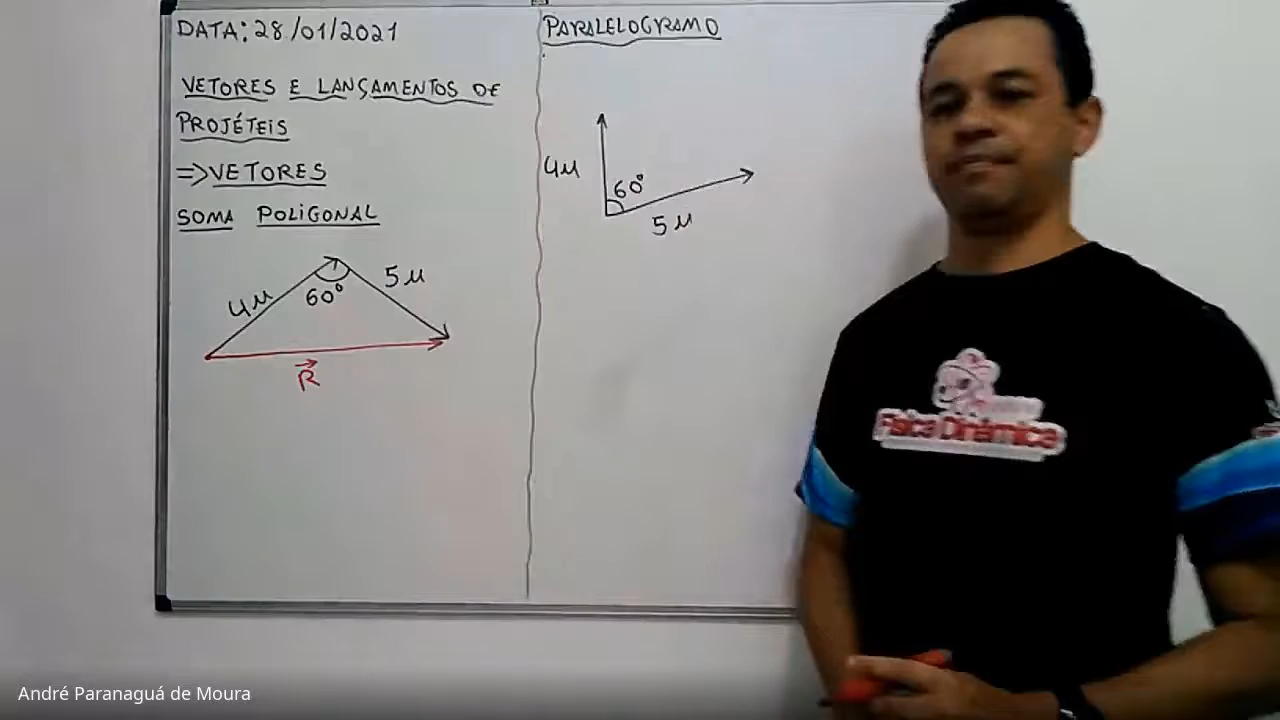 DATA: 28/01/2021
VETORES E LANÇAMENTOS DE
PROJÉTEIS
=> VETORES
SOMA POLIGONAL
4u
60°
5u
R
PARALELOGRAMO
4u
60°
5u
Física Dinâmica
André Paranaguá de Moura